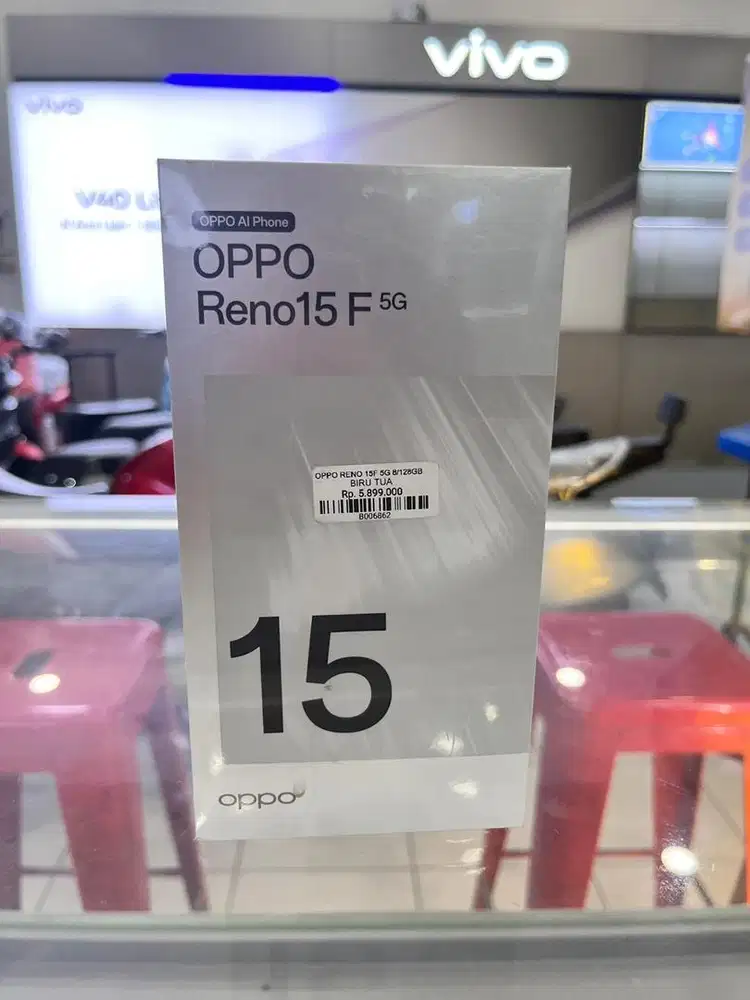 vivo
vivo
OPPO AI Phone
OPPO
Reno15 F 5G
OPPO RENO 15F 5G 8/128GB
BIRU TUA
Rp. 5.899.000
B006862
15
oppo